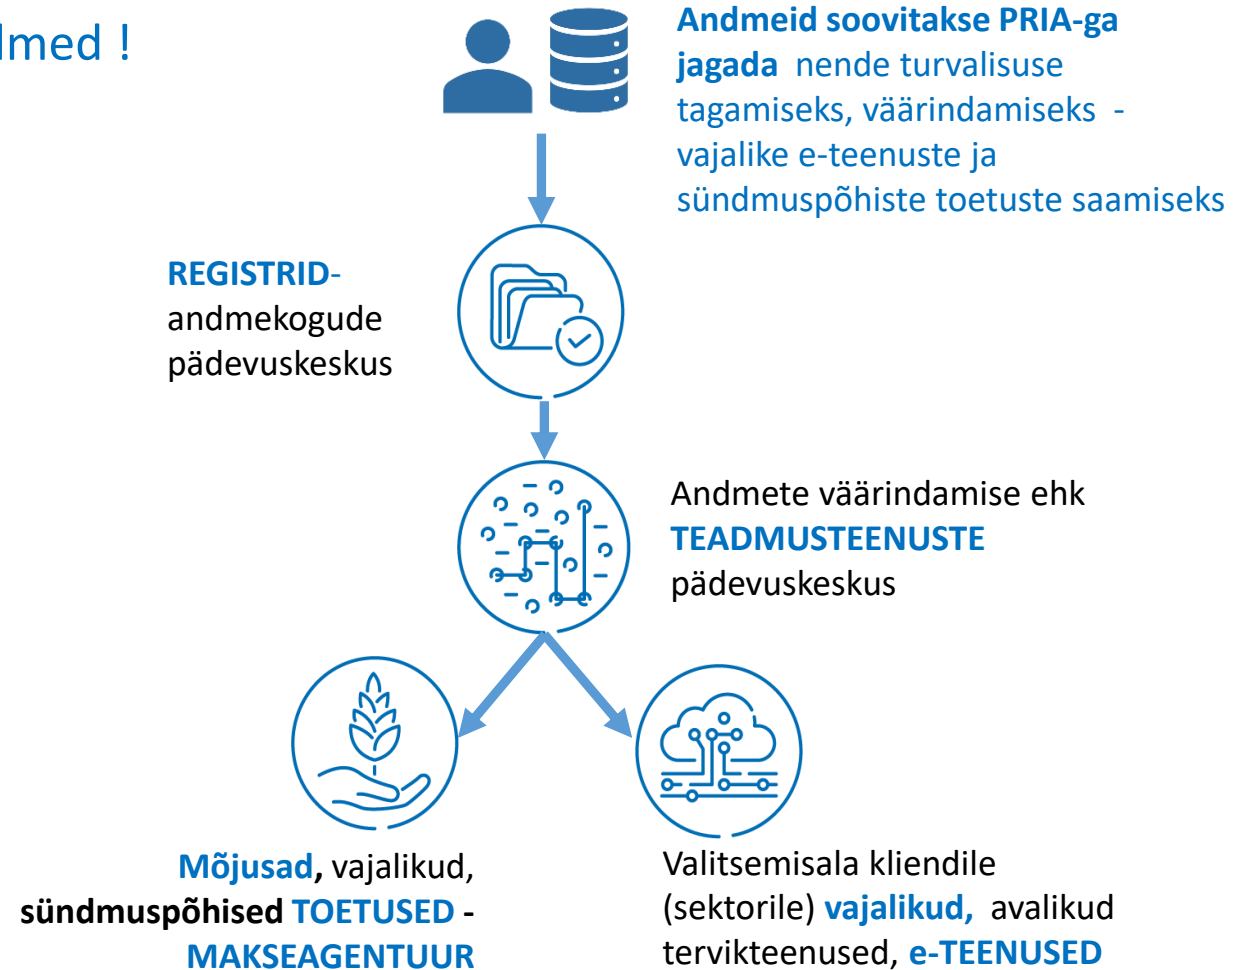 !
Andmeid soovitakse PRIA-ga
jagada nende turvalisuse
tagamiseks, väärindamiseks -
vajalike e-teenuste ja
sündmuspõhiste toetuste saamiseks
REGISTRID-
andmekogude
pädevuskeskus
Andmete väärindamise ehk
TEADMUSTEENUSTE
pädevuskeskus
Mõjusad, vajalikud,
sündmuspõhised TOETUSED -
MAKSEAGENTUUR
Valitsemisala kliendile
(sektorile) vajalikud, avalikud
tervikteenused, e-TEENUSED